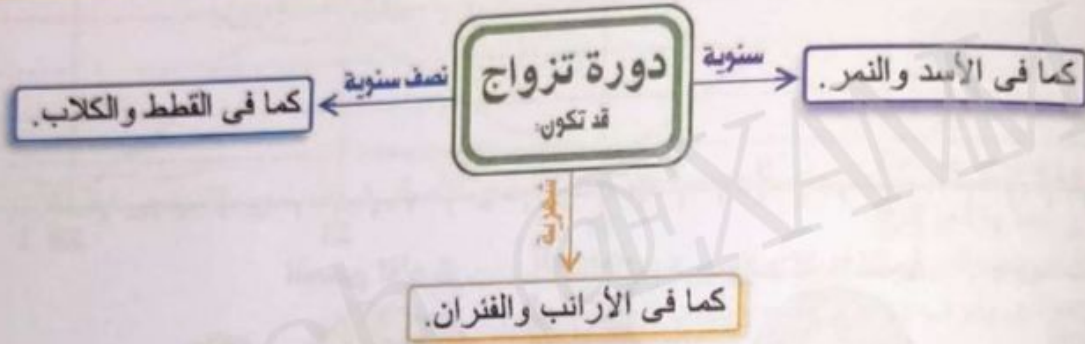 دورة تزواج
قد تكون:
سنوية
كما فى الأسد والنمر.
نصف سنوية
كما فى القطط والكلاب.
شهرية
كما فى الأرانب والفئران.
EXAM